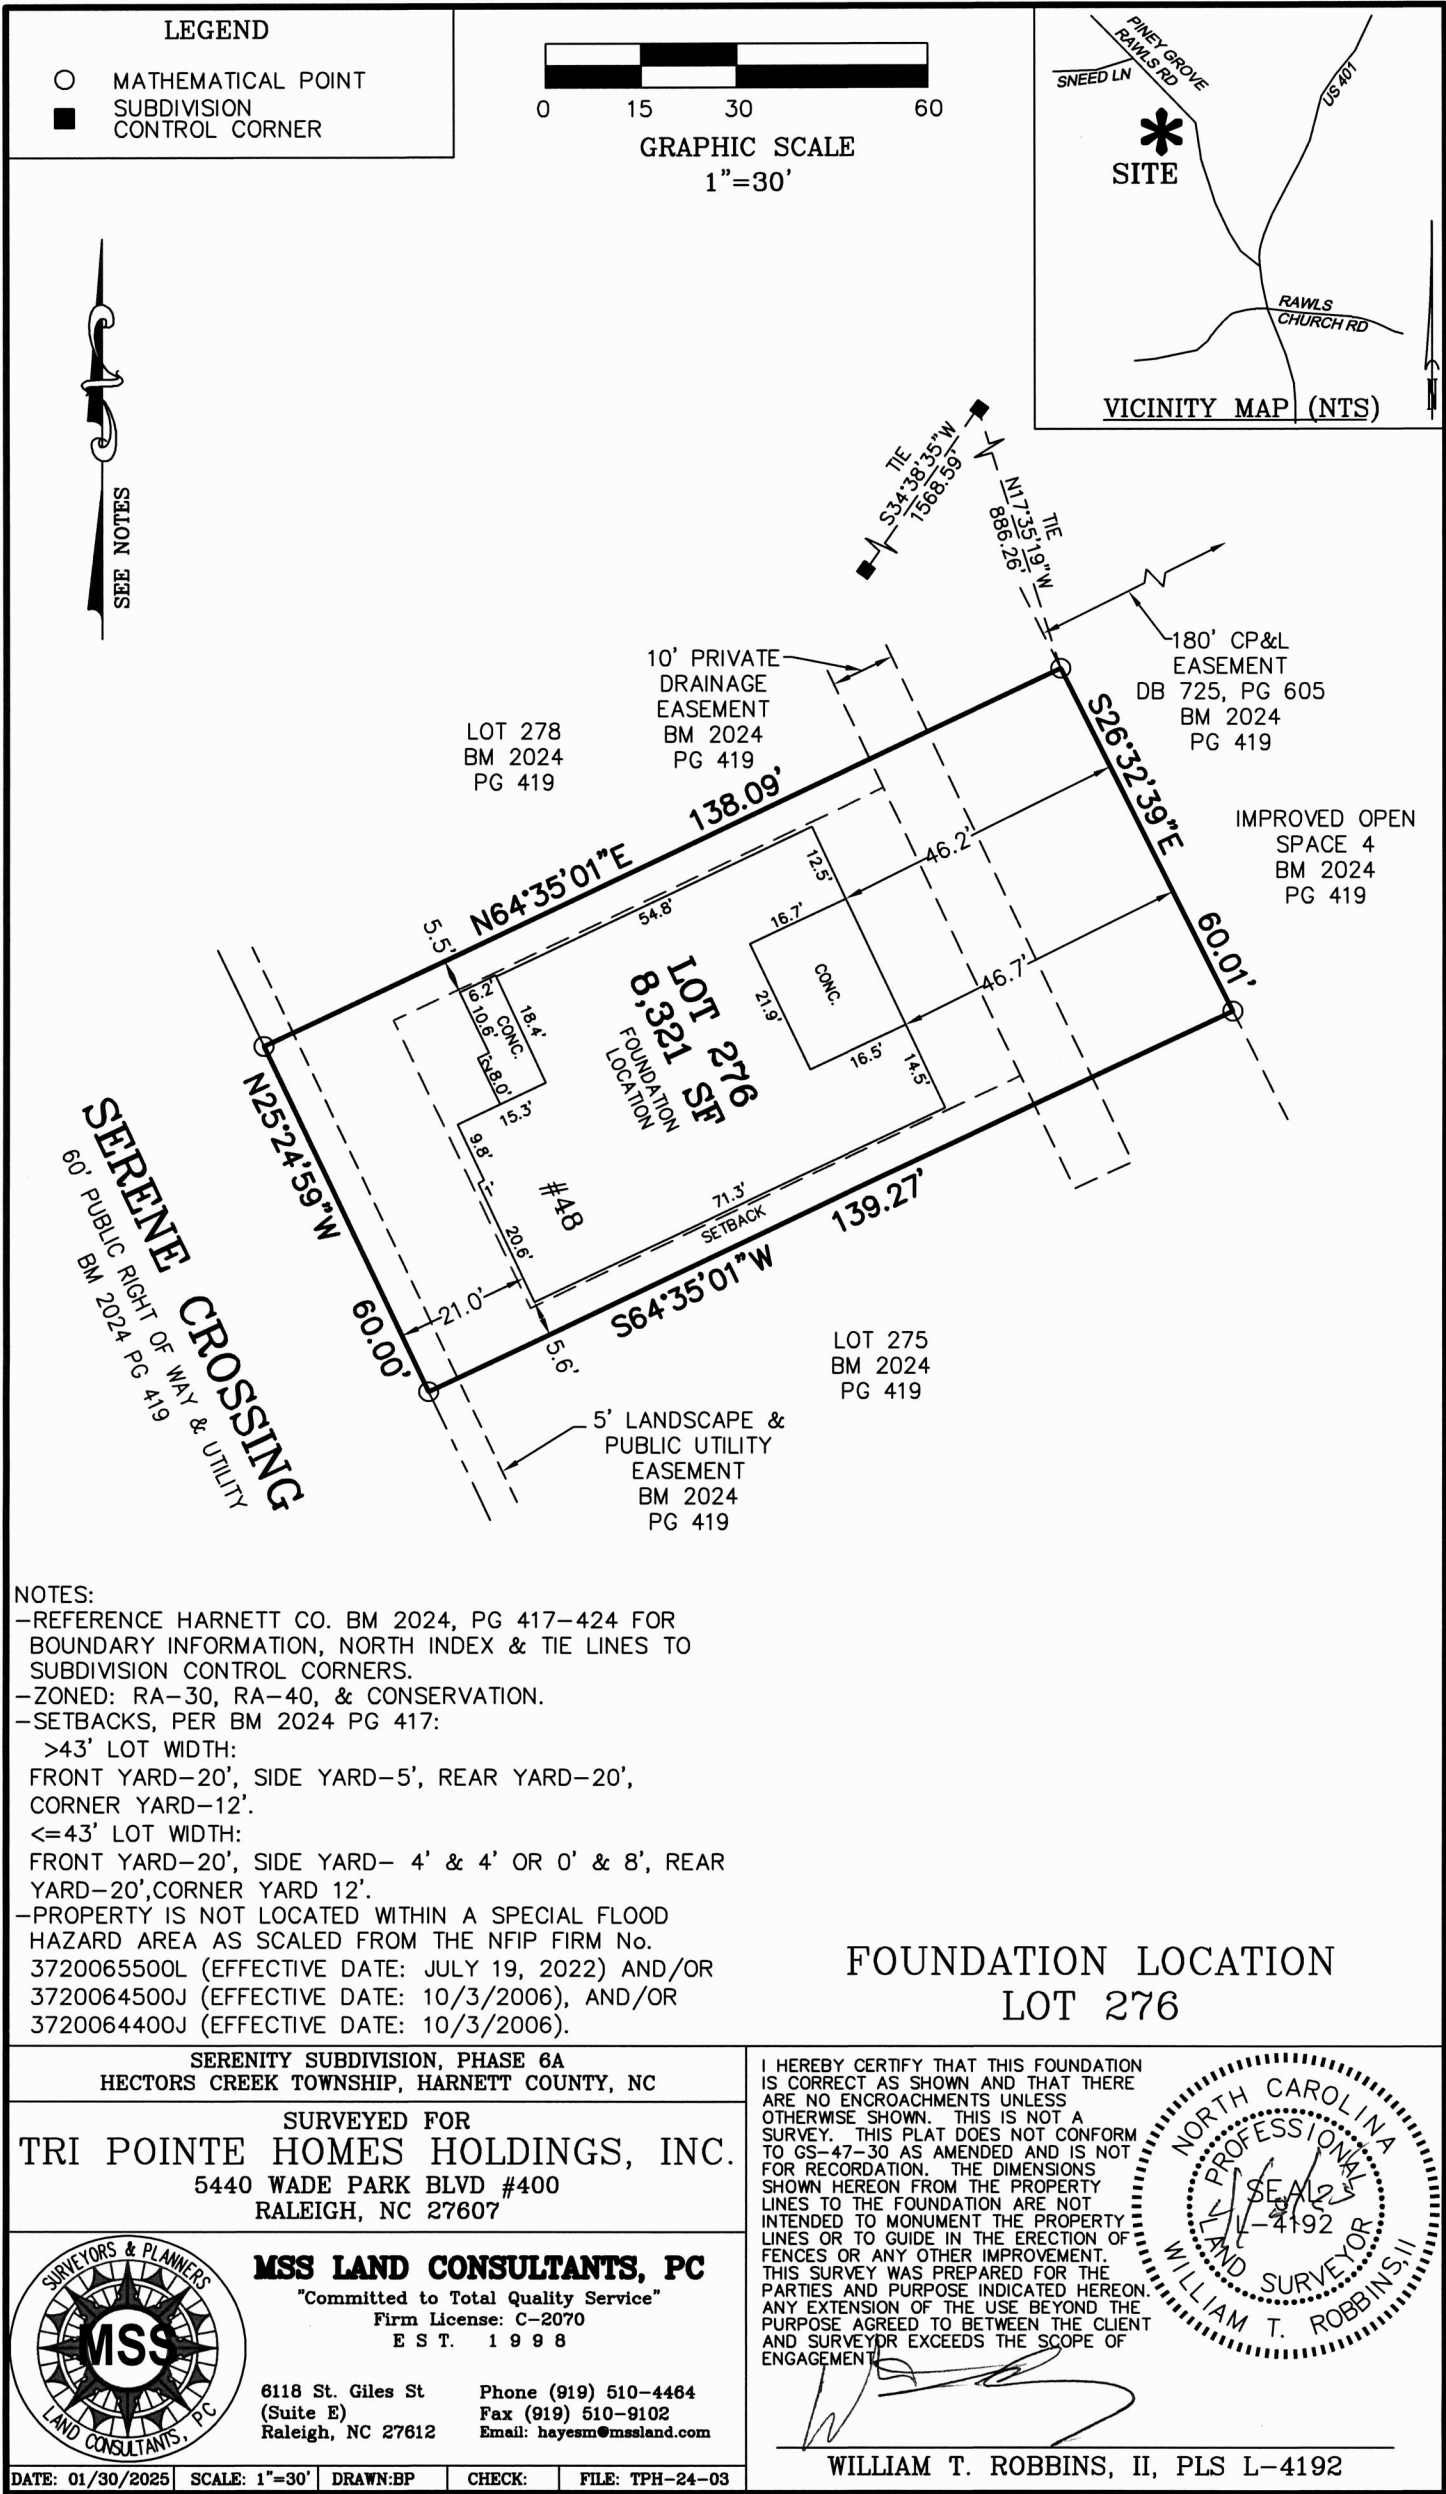 LEGEND
MATHEMATICAL POINT
SUBDIVISION
CONTROL CORNER
0 15 30 60
GRAPHIC SCALE
1"=30'
PINEY GROVE
RAWLS RD
SNEED LN
US 401
SITE
RAWLS
CHURCH RD
VICINITY MAP (NTS)
N
SEE NOTES
TIE
S34°38'35"W
1568.59'
TIE
N17°35'19"W
886.26'
180' CP&L
EASEMENT
DB 725, PG 605
BM 2024
PG 419
10' PRIVATE
DRAINAGE
EASEMENT
BM 2024
PG 419
LOT 278
BM 2024
PG 419
138.09'
N64°35'01"E
S26°32'39"E
60.01'
IMPROVED OPEN
SPACE 4
BM 2024
PG 419
46.2'
46.7'
12.5'
16.7'
CONC.
21.9'
16.5'
14.5'
54.8'
5.5'
6.2'
10.6'
CONC.
18.4'
2'
8.0'
15.3'
9.8'
LOT 276
8,321 SF
FOUNDATION
LOCATION
#48
20.6'
71.3'
SETBACK
139.27'
S64°35'01"W
21.0'
5.6'
N25°24'59"W
60.00'
SERENE CROSSING
60' PUBLIC RIGHT OF WAY & UTILITY
BM 2024 PG 419
LOT 275
BM 2024
PG 419
5' LANDSCAPE &
PUBLIC UTILITY
EASEMENT
BM 2024
PG 419
NOTES:
-REFERENCE HARNETT CO. BM 2024, PG 417-424 FOR
BOUNDARY INFORMATION, NORTH INDEX & TIE LINES TO
SUBDIVISION CONTROL CORNERS.
-ZONED: RA-30, RA-40, & CONSERVATION.
-SETBACKS, PER BM 2024 PG 417:
>43' LOT WIDTH:
FRONT YARD-20', SIDE YARD-5', REAR YARD-20',
CORNER YARD-12'.
<=43' LOT WIDTH:
FRONT YARD-20', SIDE YARD- 4' & 4' OR 0' & 8', REAR
YARD-20',CORNER YARD 12'.
-PROPERTY IS NOT LOCATED WITHIN A SPECIAL FLOOD
HAZARD AREA AS SCALED FROM THE NFIP FIRM No.
3720065500L (EFFECTIVE DATE: JULY 19, 2022) AND/OR
3720064500J (EFFECTIVE DATE: 10/3/2006), AND/OR
3720064400J (EFFECTIVE DATE: 10/3/2006).
FOUNDATION LOCATION
LOT 276
SERENITY SUBDIVISION, PHASE 6A
HECTORS CREEK TOWNSHIP, HARNETT COUNTY, NC
SURVEYED FOR
TRI POINTE HOMES HOLDINGS, INC.
5440 WADE PARK BLVD #400
RALEIGH, NC 27607
SURVEYORS & PLANNERS
MSS
LAND CONSULTANTS, PC
MSS LAND CONSULTANTS, PC
"Committed to Total Quality Service"
Firm License: C-2070
EST. 1998
6118 St. Giles St
(Suite E)
Raleigh, NC 27612
Phone (919) 510-4464
Fax (919) 510-9102
Email: hayesm@mssland.com
DATE: 01/30/2025 SCALE: 1"=30' DRAWN:BP CHECK: FILE: TPH-24-03
I HEREBY CERTIFY THAT THIS FOUNDATION
IS CORRECT AS SHOWN AND THAT THERE
ARE NO ENCROACHMENTS UNLESS
OTHERWISE SHOWN. THIS IS NOT A
SURVEY. THIS PLAT DOES NOT CONFORM
TO GS-47-30 AS AMENDED AND IS NOT
FOR RECORDATION. THE DIMENSIONS
SHOWN HEREON FROM THE PROPERTY
LINES TO THE FOUNDATION ARE NOT
INTENDED TO MONUMENT THE PROPERTY
LINES OR TO GUIDE IN THE ERECTION OF
FENCES OR ANY OTHER IMPROVEMENT.
THIS SURVEY WAS PREPARED FOR THE
PARTIES AND PURPOSE INDICATED HEREON.
ANY EXTENSION OF THE USE BEYOND THE
PURPOSE AGREED TO BETWEEN THE CLIENT
AND SURVEYOR EXCEEDS THE SCOPE OF
ENGAGEMENT
NORTH CAROLINA
PROFESSIONAL
SEAL
L-4192
LAND SURVEYOR
WILLIAM T. ROBBINS, II
WILLIAM T. ROBBINS, II, PLS L-4192